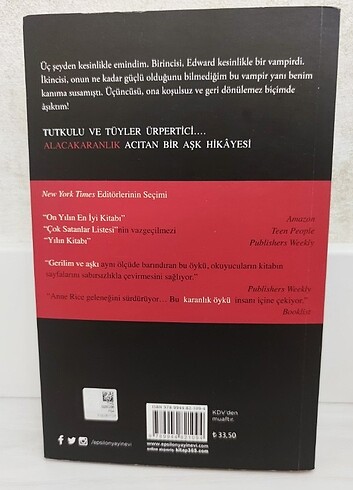 Üç şeyden kesinlikle emindim. Birincisi, Edward kesinlikle bir vampirdi.
İkincisi, onun ne kadar güçlü olduğunu bilmediğim bu vampir yanı benim
kanıma susamıştı. Üçüncüsü, ona koşulsuz ve geri dönülemez biçimde
âşıktım!
TUTKULU VE TÜYLER ÜRPERTİCİ....
ALACAKARANLIK ACITAN BİR AŞK HİKÂYESİ
New York Times Editörlerinin Seçimi
"On Yılın En İyi Kitabı" Amazon
"Çok Satanlar Listesi"nin vazgeçilmezi Teen People
"Yılın Kitabı" Publishers Weekly
"Gerilim ve aşkı aynı ölçüde barındıran bu öykü, okuyucuların kitabın
sayfalarını sabırsızlıkla çevirmesini sağlıyor."
Publishers Weekly
"Anne Rice geleneğini sürdürüyor... Bu karanlık öykü insanı içine çekiyor."
Booklist
KDV'den
muaftır.
₺ 33,50
/epsilonyayinevi
www.epsilonyayinevi.com